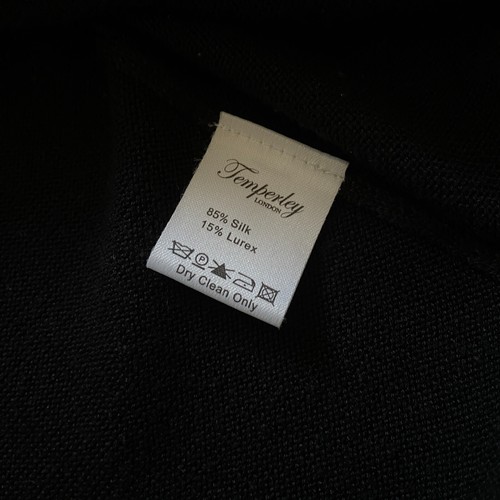 Temperley
LONDON
85% Silk
15% Lurex
P
Dry Clean Only